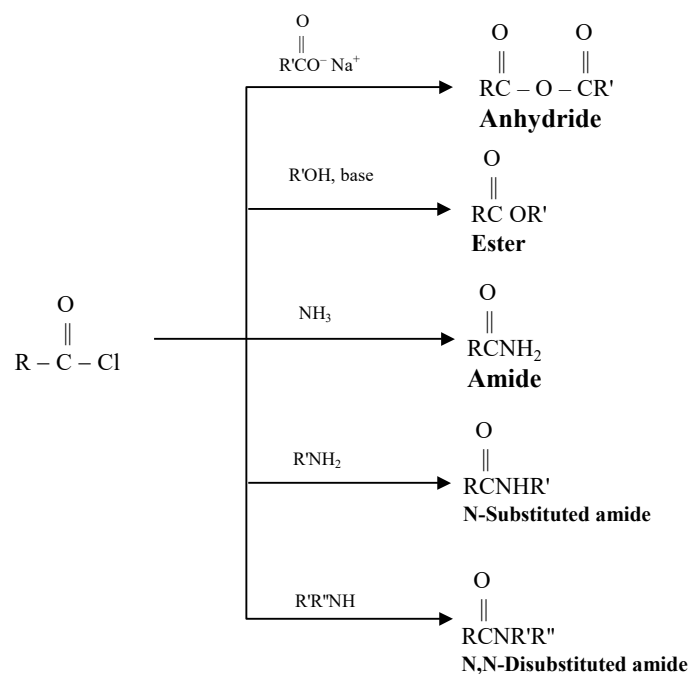 O
||
R'CO⁻ Na⁺
O O
|| ||
RC – O – CR'
Anhydride
R'OH, base
O
||
RC OR'
Ester
O
||
R – C – Cl
NH₃
O
||
RCNH₂
Amide
R'NH₂
O
||
RCNHR'
N-Substituted amide
R'R"NH
O
||
RCNR'R"
N,N-Disubstituted amide